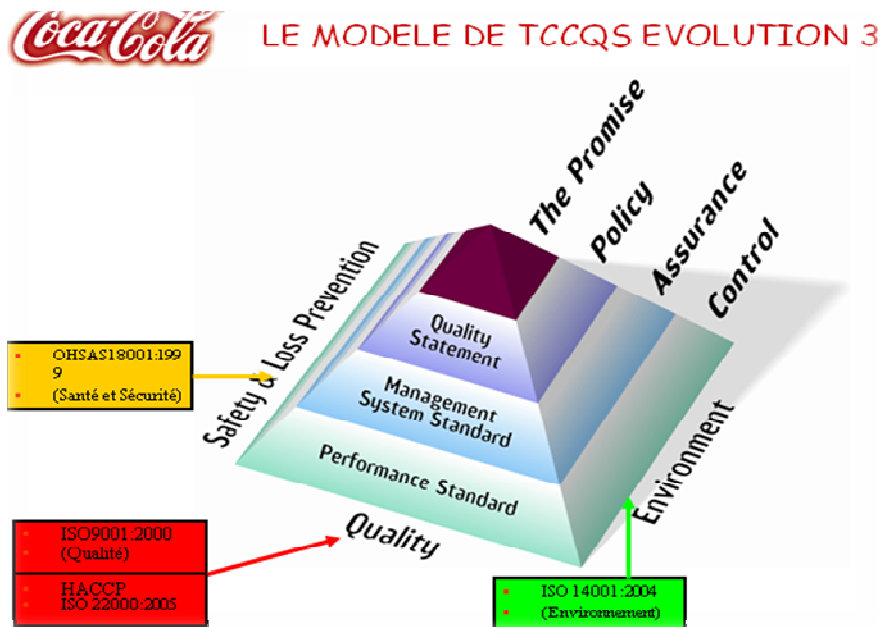 Coca-Cola
LE MODELE DE TCCQS EVOLUTION 3
The Promise
Policy
Assurance
Control
Safety & Loss Prevention
Quality
Statement
Management
System Standard
Performance Standard
Quality
Environment
OHSAS18001:199
9
(Santé et Sécurité)
ISO9001:2000
(Qualité)
HACCP
ISO 22000:2005
ISO 14001:2004
(Environnement)